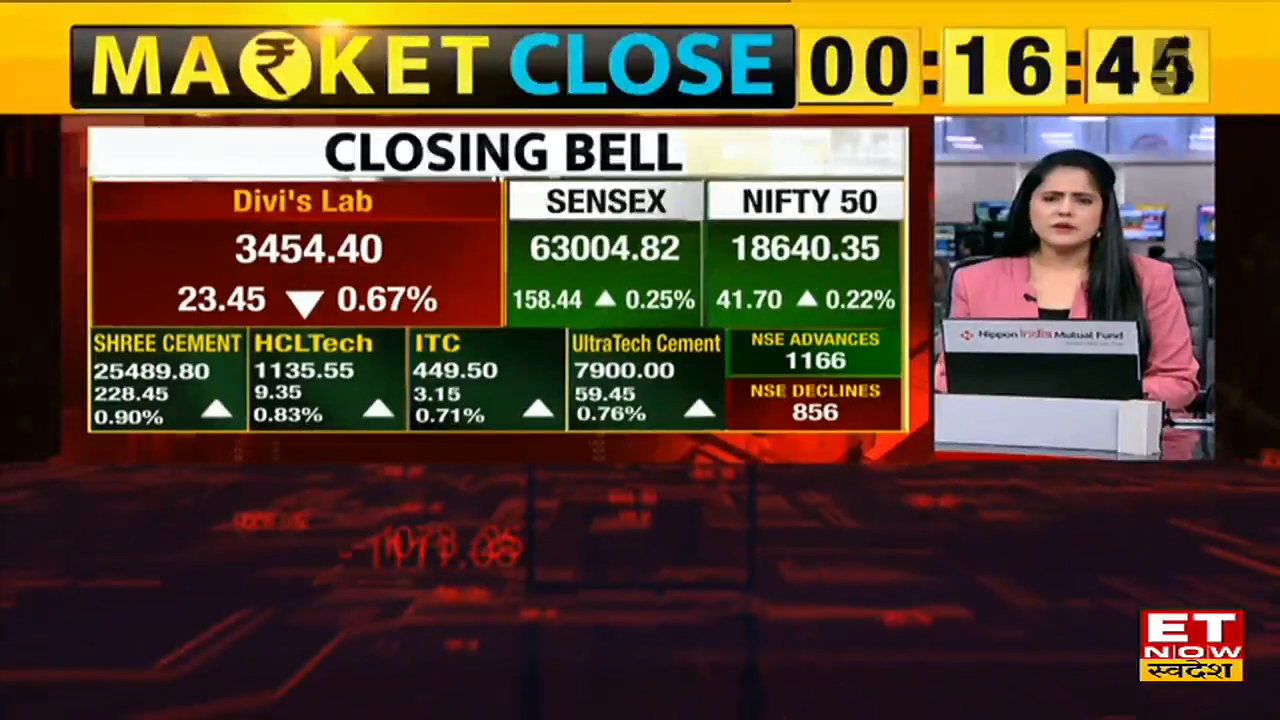 MA₹KET CLOSE 00:16:4
CLOSING BELL
Divi's Lab
3454.40
23.45 ▼ 0.67%
SENSEX
63004.82
158.44 ▲ 0.25%
NIFTY 50
18640.35
41.70 ▲ 0.22%
SHREE CEMENT
25489.80
228.45
0.90% ▲
HCLTech
1135.55
9.35
0.83% ▲
ITC
449.50
3.15
0.71% ▲
UltraTech Cement
7900.00
59.45
0.76% ▲
NSE ADVANCES
1166
NSE DECLINES
856
Nippon india Mutual Fund
ET
NOW
स्वदेश